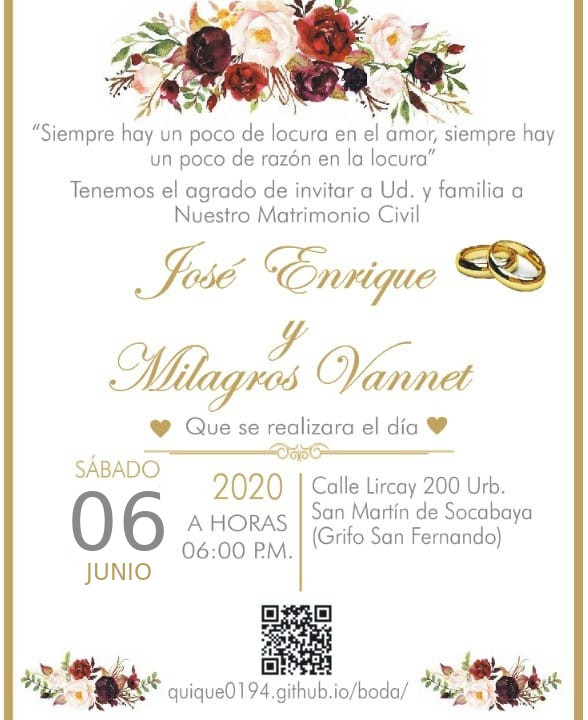 “Siempre hay un poco de locura en el amor, siempre hay
un poco de razón en la locura”
Tenemos el agrado de invitar a Ud. y familia a
Nuestro Matrimonio Civil
José Enrique
y
Milagros Vannet
Que se realizara el día
SÁBADO
06
JUNIO
2020
A HORAS
06:00 P.M.
Calle Lircay 200 Urb.
San Martín de Socabaya
(Grifo San Fernando)
quique0194.github.io/boda/